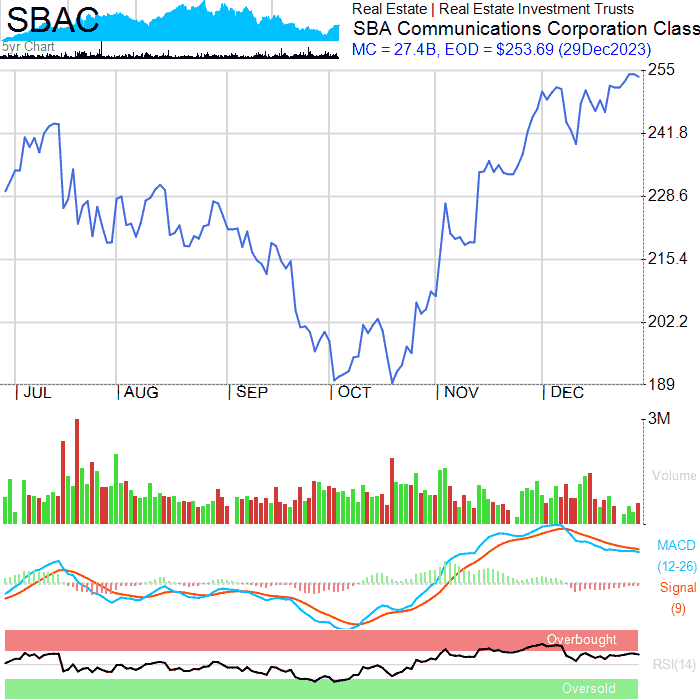 SBAC
5yr Chart
Real Estate | Real Estate Investment Trusts
SBA Communications Corporation Class
MC = 27.4B, EOD = $253.69 (29Dec2023)
255
241.8
228.6
215.4
202.2
189
JUL
AUG
SEP
OCT
NOV
DEC
3M
Volume
MACD
(12-26)
Signal
(9)
Overbought
RSI(14)
Oversold